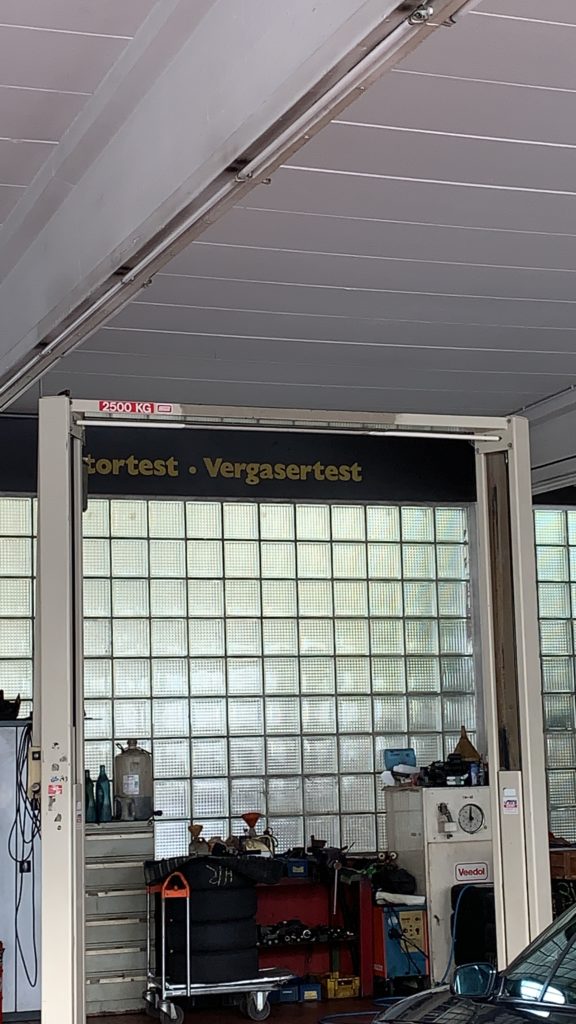 2500 KG
tortest · Vergasertest
Veedol